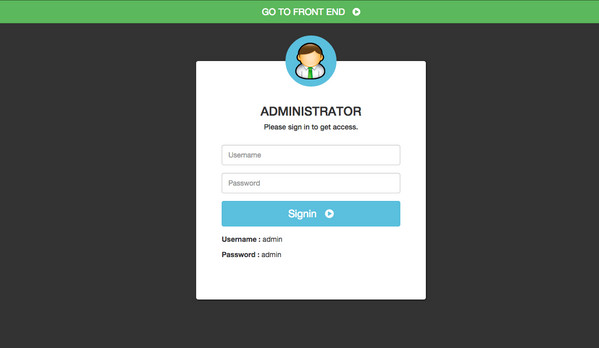 GO TO FRONT END
ADMINISTRATOR
Please sign in to get access.
Username
Password
Signin
Username : admin
Password : admin